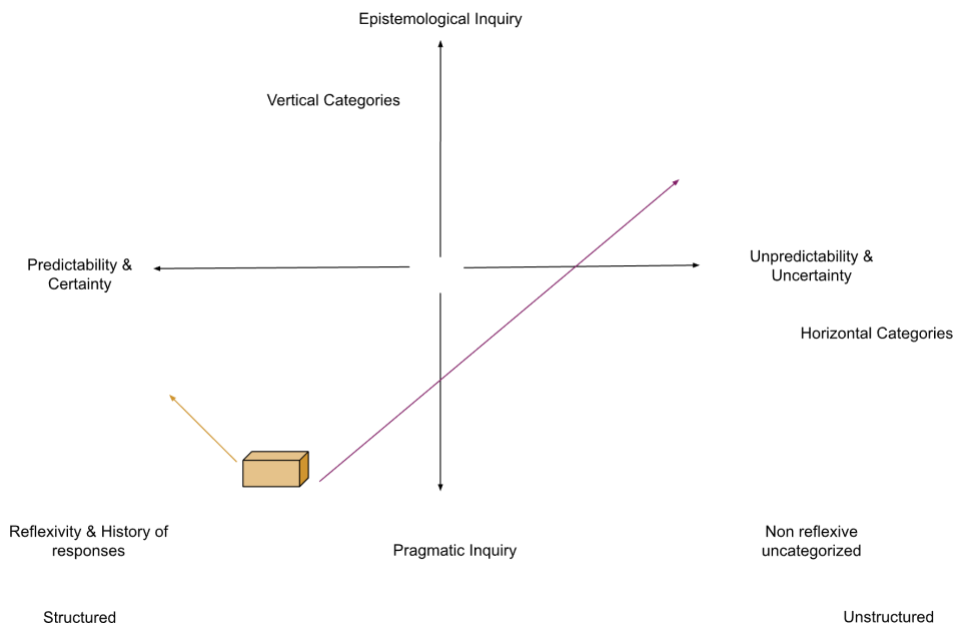 Epistemological Inquiry
Vertical Categories
Predictability &
Certainty
Unpredictability &
Uncertainty
Horizontal Categories
Reflexivity & History of
responses
Pragmatic Inquiry
Non reflexive
uncategorized
Structured
Unstructured